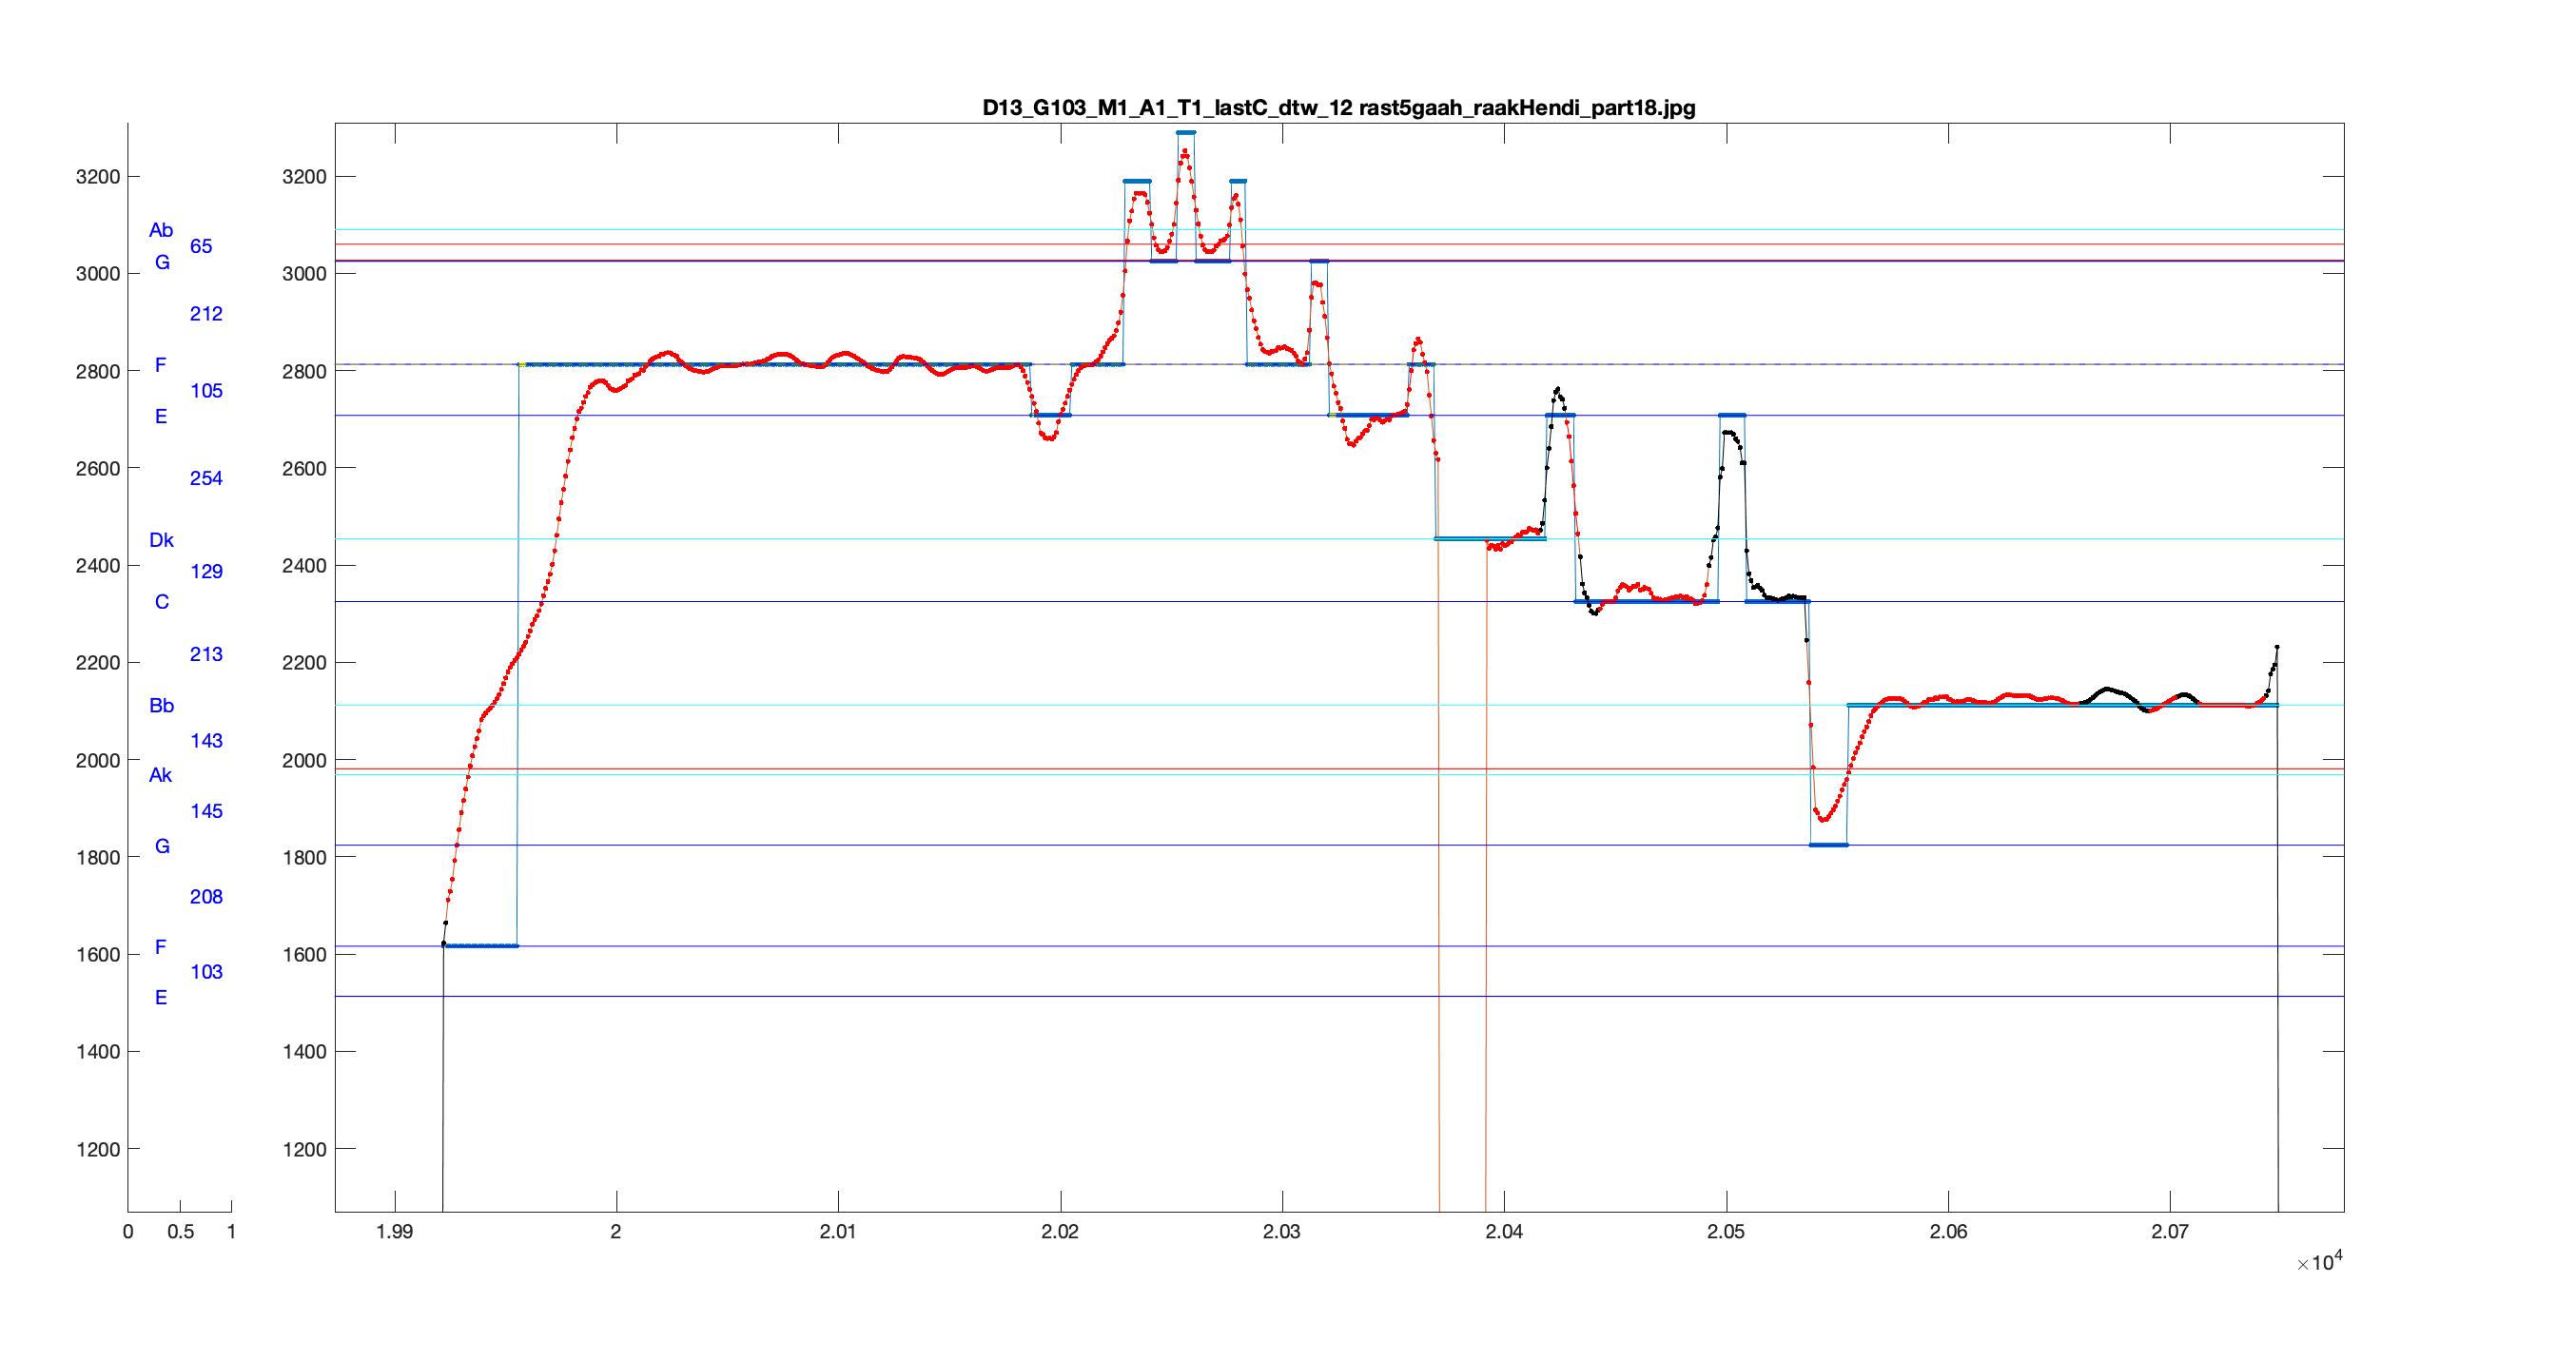 D13_G103_M1_A1_T1_lastC_dtw_12 rast5gaah_raakHendi_part18.jpg
3200 3200
Ab
65
G
3000 3000
212
F
2800 2800
105
E
2600 2600
254
Dk
2400 2400
129
C
2200 2200
213
Bb
143
2000 2000
Ak
145
G
1800 1800
208
F
1600 1600
103
E
1400 1400
1200 1200
0 0.5 1 1.99 2 2.01 2.02 2.03 2.04 2.05 2.06 2.07
×10⁴